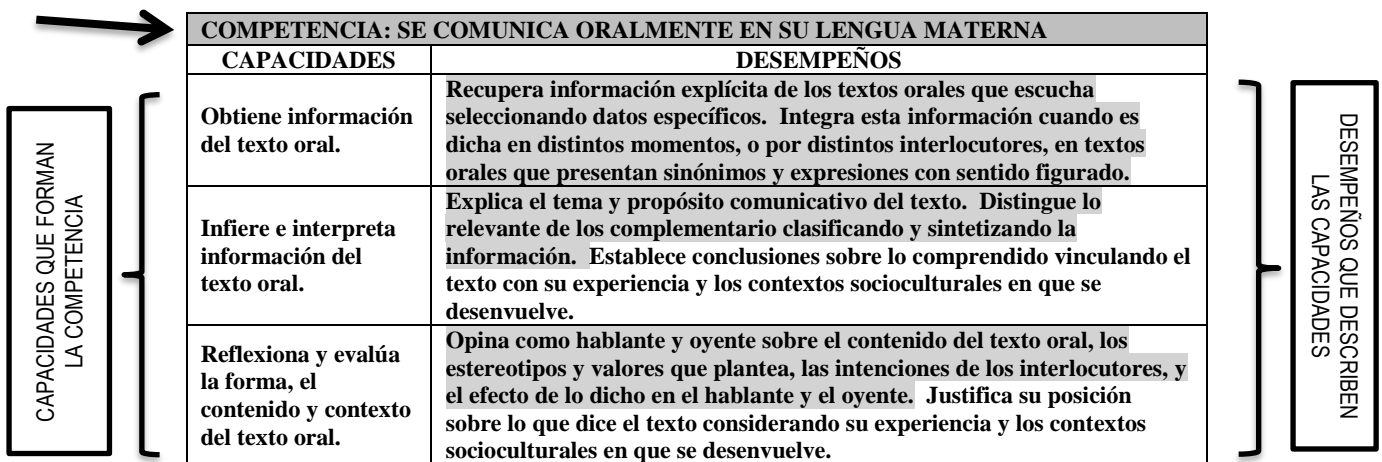 COMPETENCIA: SE COMUNICA ORALMENTE EN SU LENGUA MATERNA
CAPACIDADES
DESEMPEÑOS
Obtiene información
del texto oral.
Recupera información explícita de los textos orales que escucha
seleccionando datos específicos. Integra esta información cuando es
dicha en distintos momentos, o por distintos interlocutores, en textos
orales que presentan sinónimos y expresiones con sentido figurado.
Infiere e interpreta
información del
texto oral.
Explica el tema y propósito comunicativo del texto. Distingue lo
relevante de los complementario clasificando y sintetizando la
información. Establece conclusiones sobre lo comprendido vinculando el
texto con su experiencia y los contextos socioculturales en que se
desenvuelve.
Reflexiona y evalúa
la forma, el
contenido y contexto
del texto oral.
Opina como hablante y oyente sobre el contenido del texto oral, los
estereotipos y valores que plantea, las intenciones de los interlocutores, y
el efecto de lo dicho en el hablante y el oyente. Justifica su posición
sobre lo que dice el texto considerando su experiencia y los contextos
socioculturales en que se desenvuelve.
CAPACIDADES QUE FORMAN
LA COMPETENCIA
DESEMPEÑOS QUE DESCRIBEN
LAS CAPACIDADES